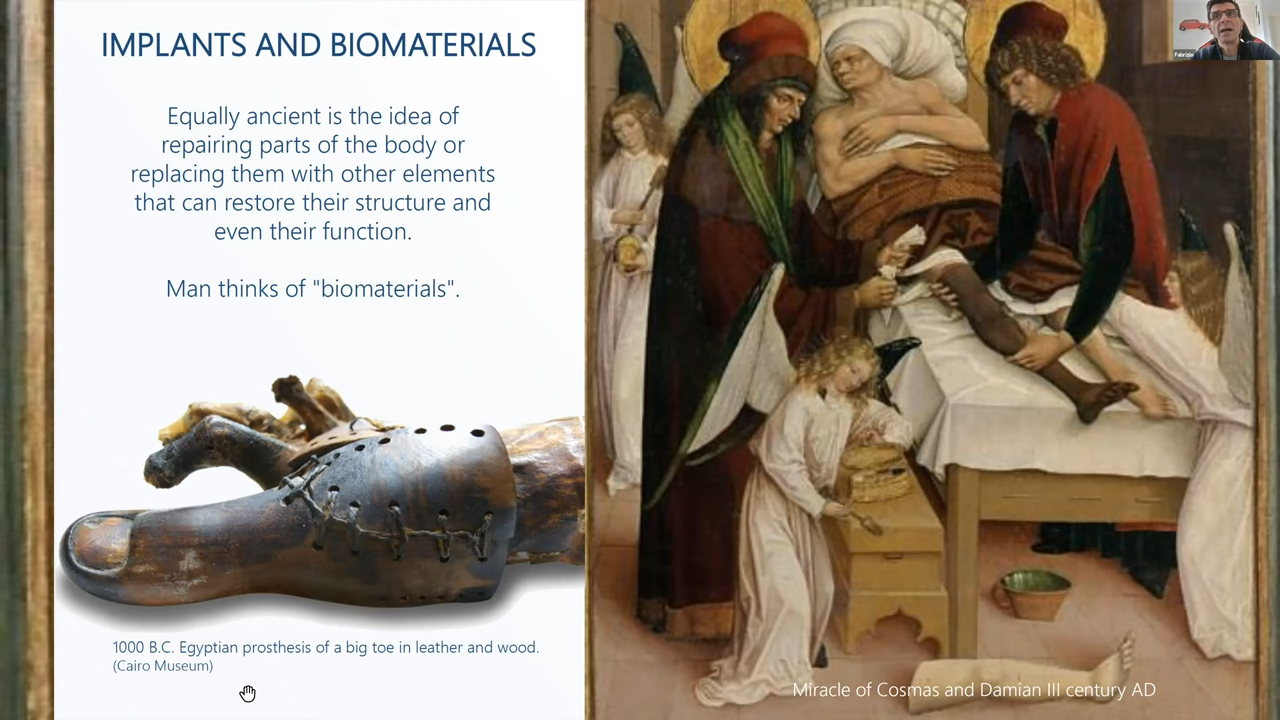 IMPLANTS AND BIOMATERIALS
Equally ancient is the idea of
repairing parts of the body or
replacing them with other elements
that can restore their structure and
even their function.
Man thinks of "biomaterials".
1000 B.C. Egyptian prosthesis of a big toe in leather and wood.
(Cairo Museum)
Miracle of Cosmas and Damian III century AD
Fabrizio